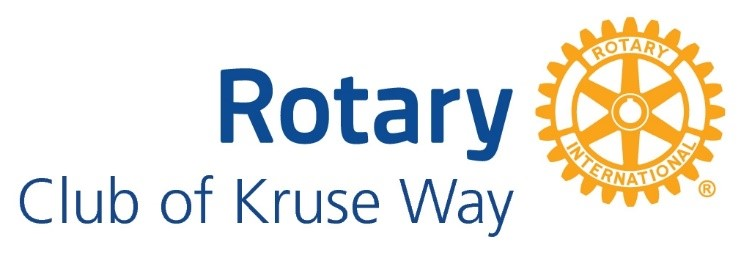 Rotary
Club of Kruse Way
ROTARY
INTERNATIONAL
®